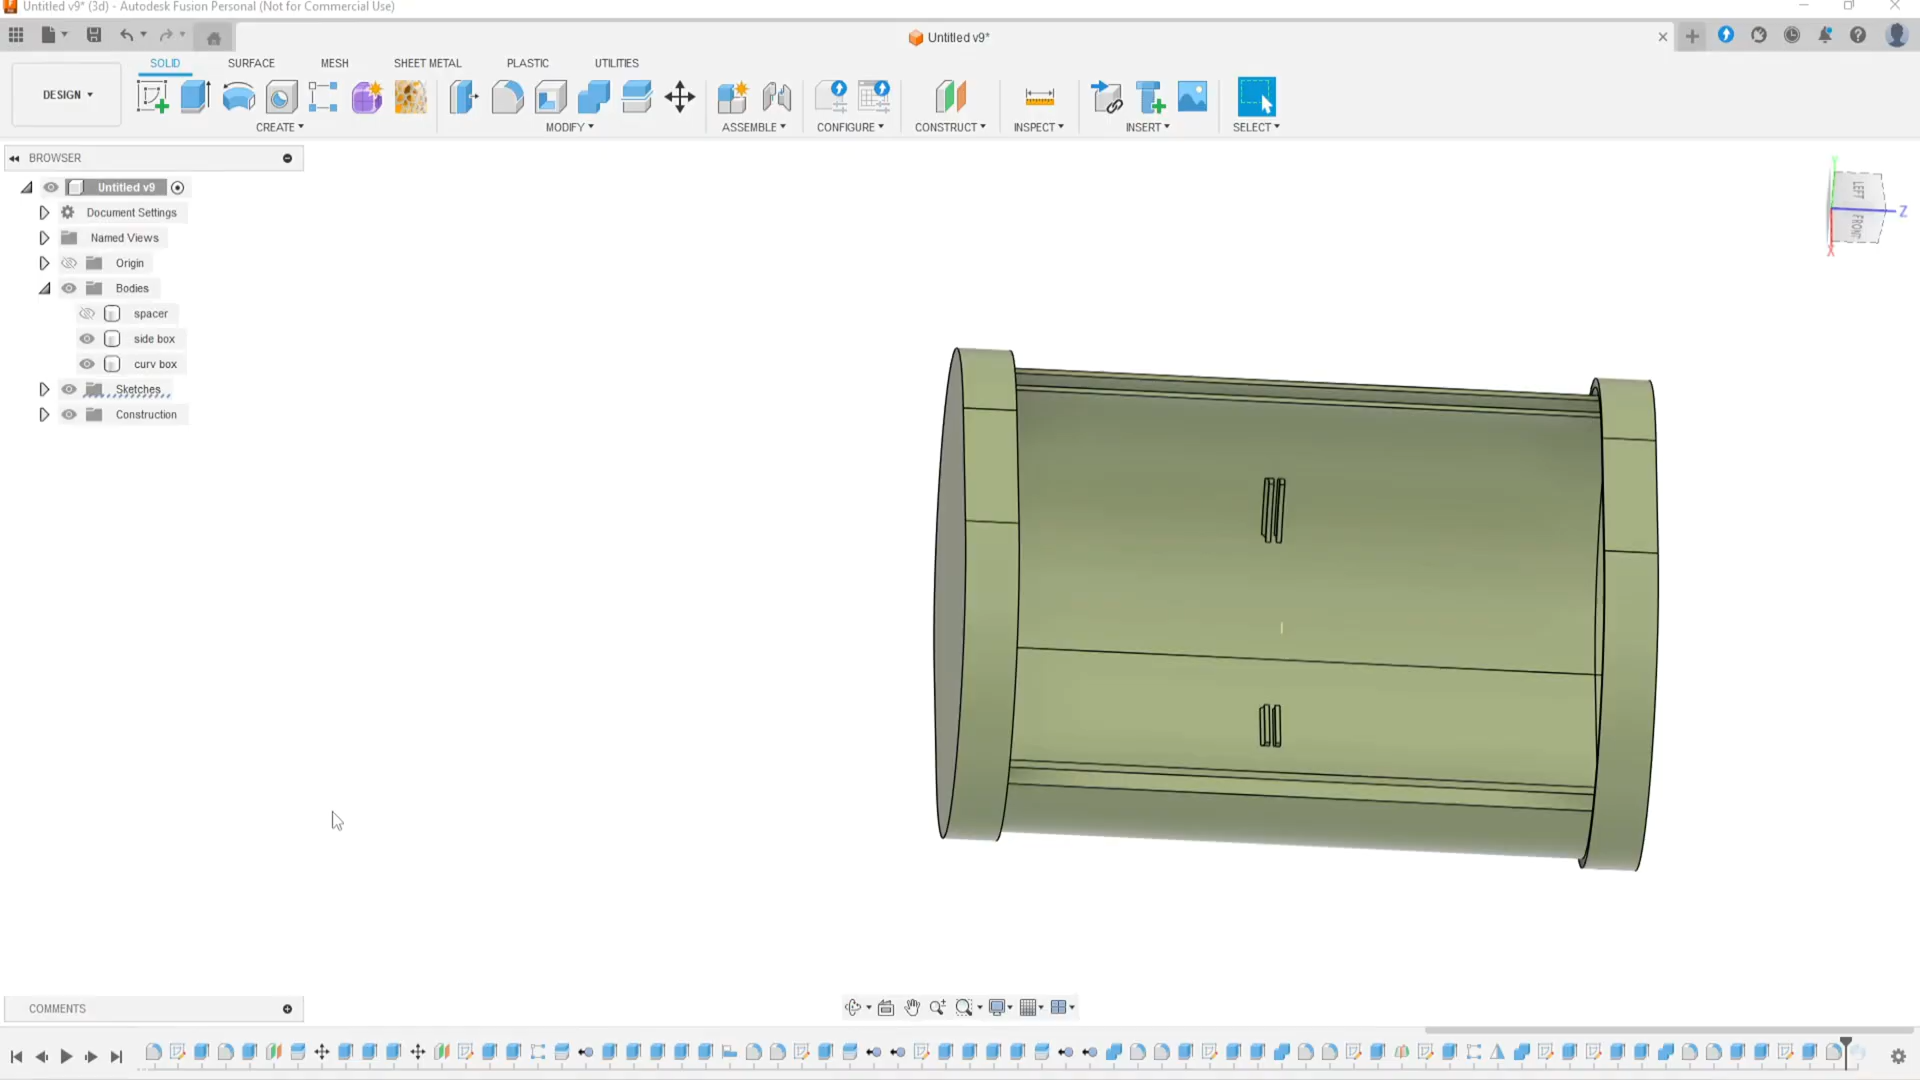 Untitled v9* (3d) - Autodesk Fusion Personal (Not for Commercial Use)
Untitled v9*
SOLID SURFACE MESH SHEET METAL PLASTIC UTILITIES
DESIGN
CREATE MODIFY ASSEMBLE CONFIGURE CONSTRUCT INSPECT INSERT SELECT
BROWSER
Untitled v9
Document Settings
Named Views
Origin
Bodies
spacer
side box
curv box
Sketches
Construction
LEFT
FRONT
Z
X
COMMENTS